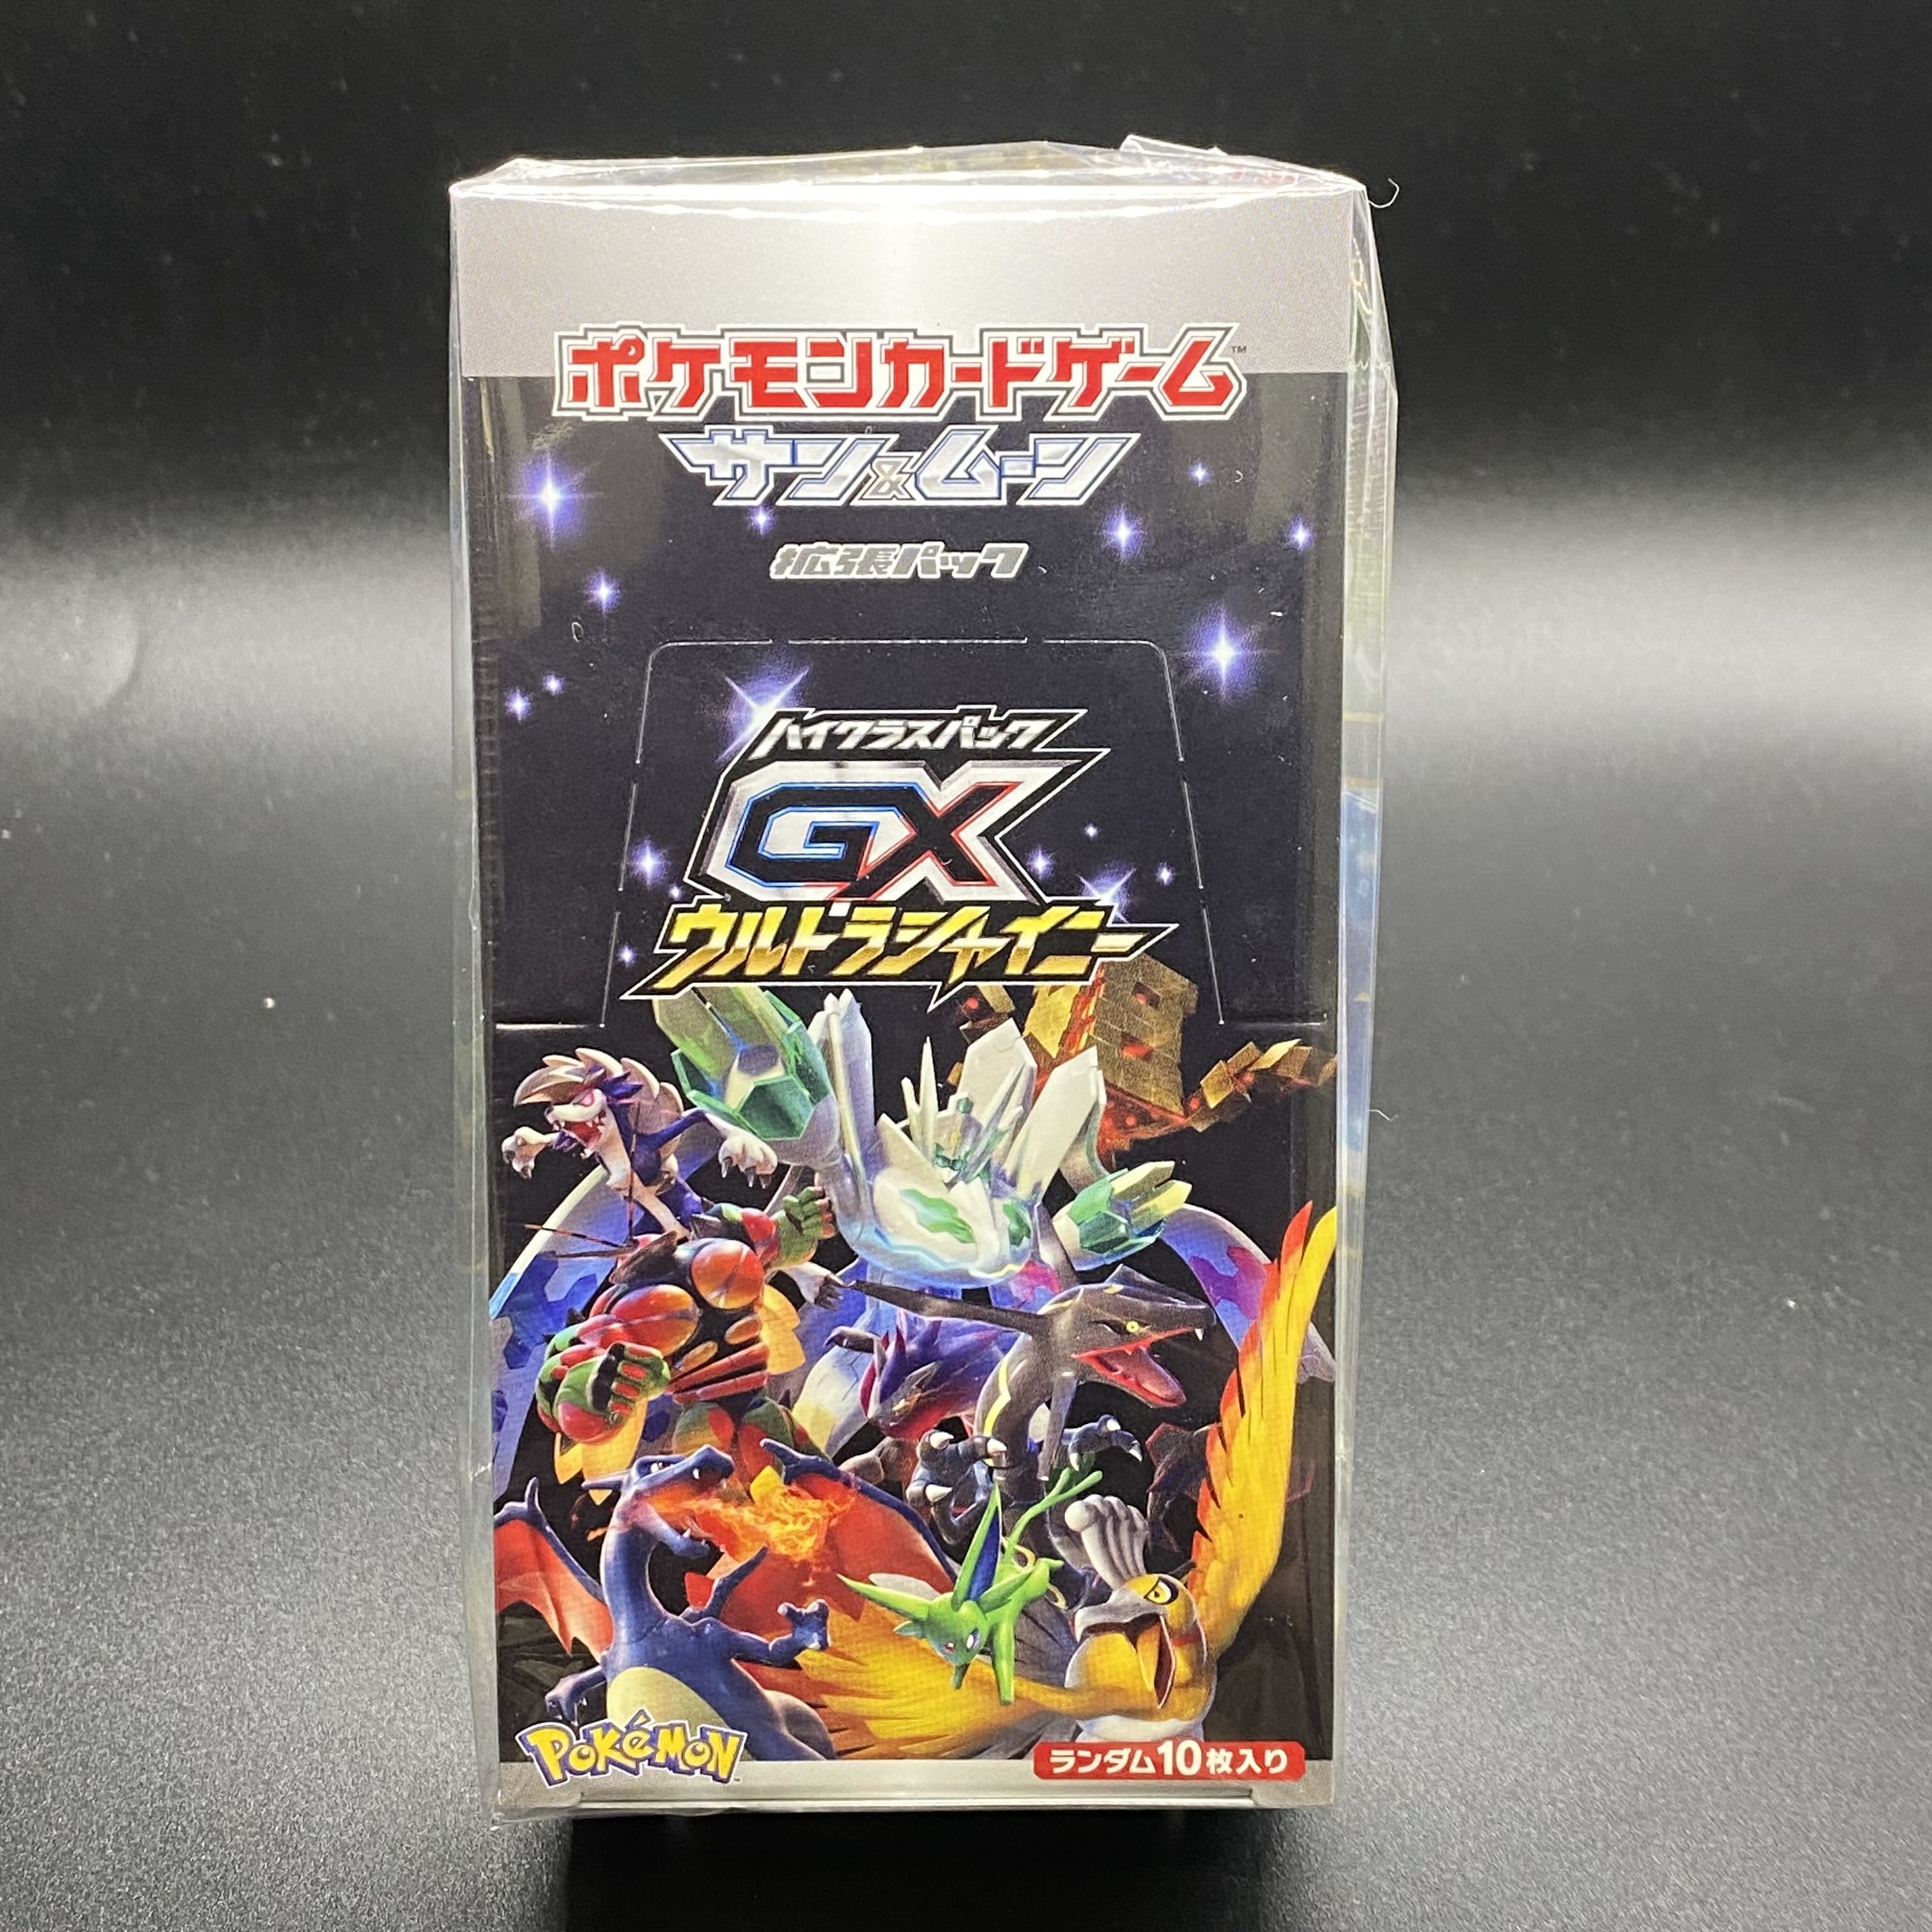 ポケモンカードゲーム™
サン&ムーン
拡張パック
ハイクラスパック
GX
ウルトラシャイニー
POKéMON
ランダム10枚入り